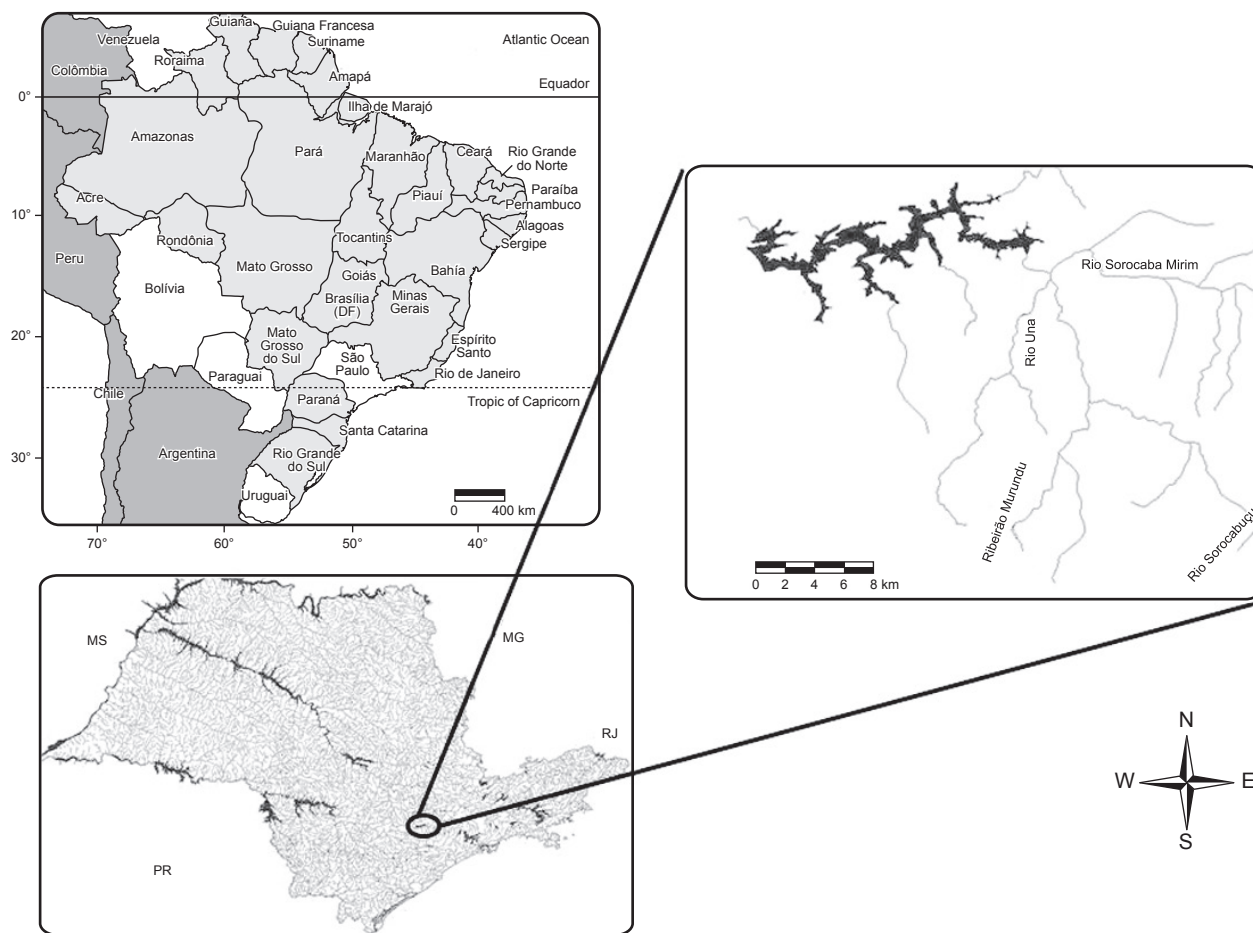 Guiana
Guiana Francesa
Suriname
Venezuela
Atlantic Ocean
Roraima
Colômbia
Amapá
Equador
0°
Ilha de Marajó
Amazonas
Pará
Maranhão
Ceará
Rio Grande
do Norte
Piauí
Paraíba
Pernambuco
Acre
10°
Alagoas
Rondônia
Tocantins
Sergipe
Peru
Mato Grosso
Goiás
Bahía
Bolívia
Brasília
(DF)
Minas
Gerais
20°
Mato
Grosso
do Sul
São
Paulo
Espírito
Santo
Paraguai
Rio de Janeiro
Chile
Paraná
Tropic of Capricorn
Santa Catarina
Argentina
Rio Grande
do Sul
30°
Uruguai
0 400 km
70° 60° 50° 40°
Rio Sorocaba Mirim
Rio Una
Ribeirão Murundu
Rio Sorocabuçu
0 2 4 6 8 km
MS
MG
RJ
PR
N
W E
S